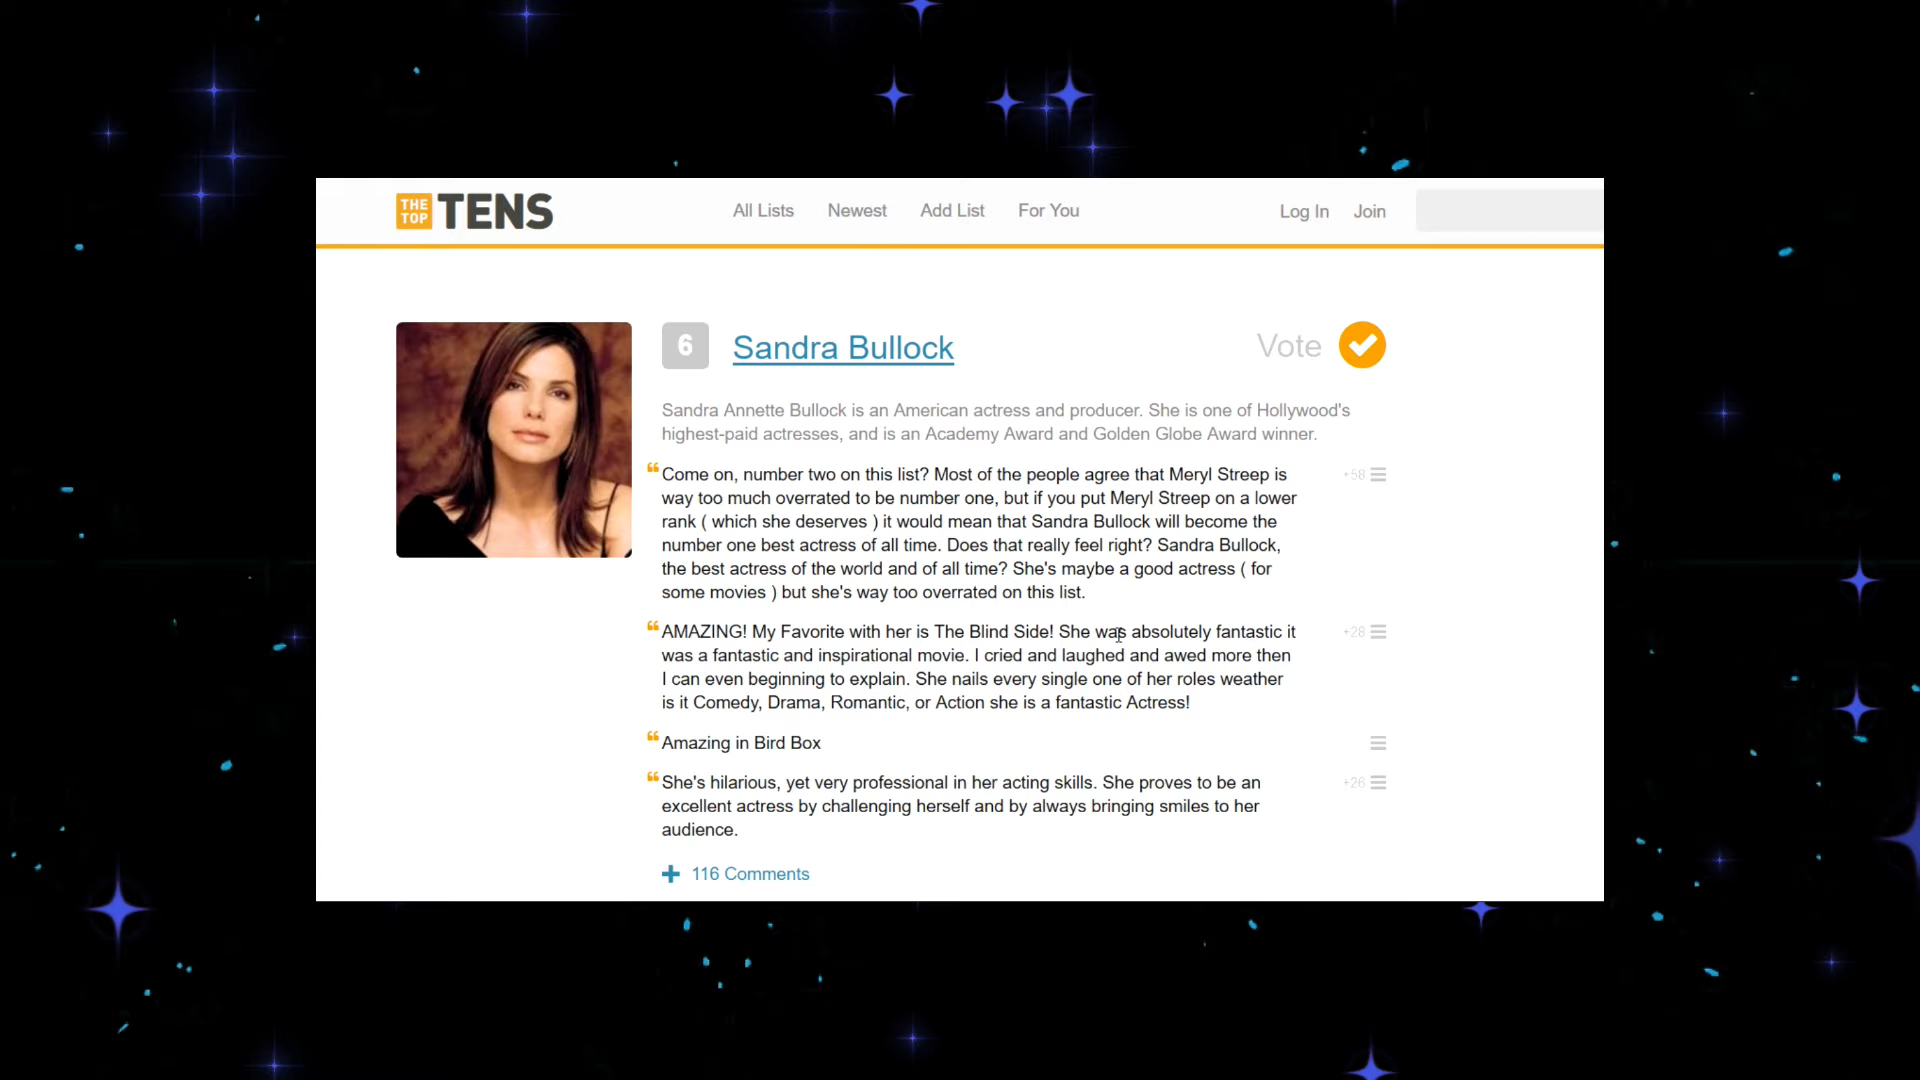 THE TOP TENS
All Lists Newest Add List For You Log In Join
6 Sandra Bullock Vote
Sandra Annette Bullock is an American actress and producer. She is one of Hollywood's
highest-paid actresses, and is an Academy Award and Golden Globe Award winner.
“ Come on, number two on this list? Most of the people agree that Meryl Streep is +58
way too much overrated to be number one, but if you put Meryl Streep on a lower
rank ( which she deserves ) it would mean that Sandra Bullock will become the
number one best actress of all time. Does that really feel right? Sandra Bullock,
the best actress of the world and of all time? She's maybe a good actress ( for
some movies ) but she's way too overrated on this list.
“ AMAZING! My Favorite with her is The Blind Side! She was absolutely fantastic it +28
was a fantastic and inspirational movie. I cried and laughed and awed more then
I can even beginning to explain. She nails every single one of her roles weather
is it Comedy, Drama, Romantic, or Action she is a fantastic Actress!
“ Amazing in Bird Box
“ She's hilarious, yet very professional in her acting skills. She proves to be an +26
excellent actress by challenging herself and by always bringing smiles to her
audience.
+ 116 Comments